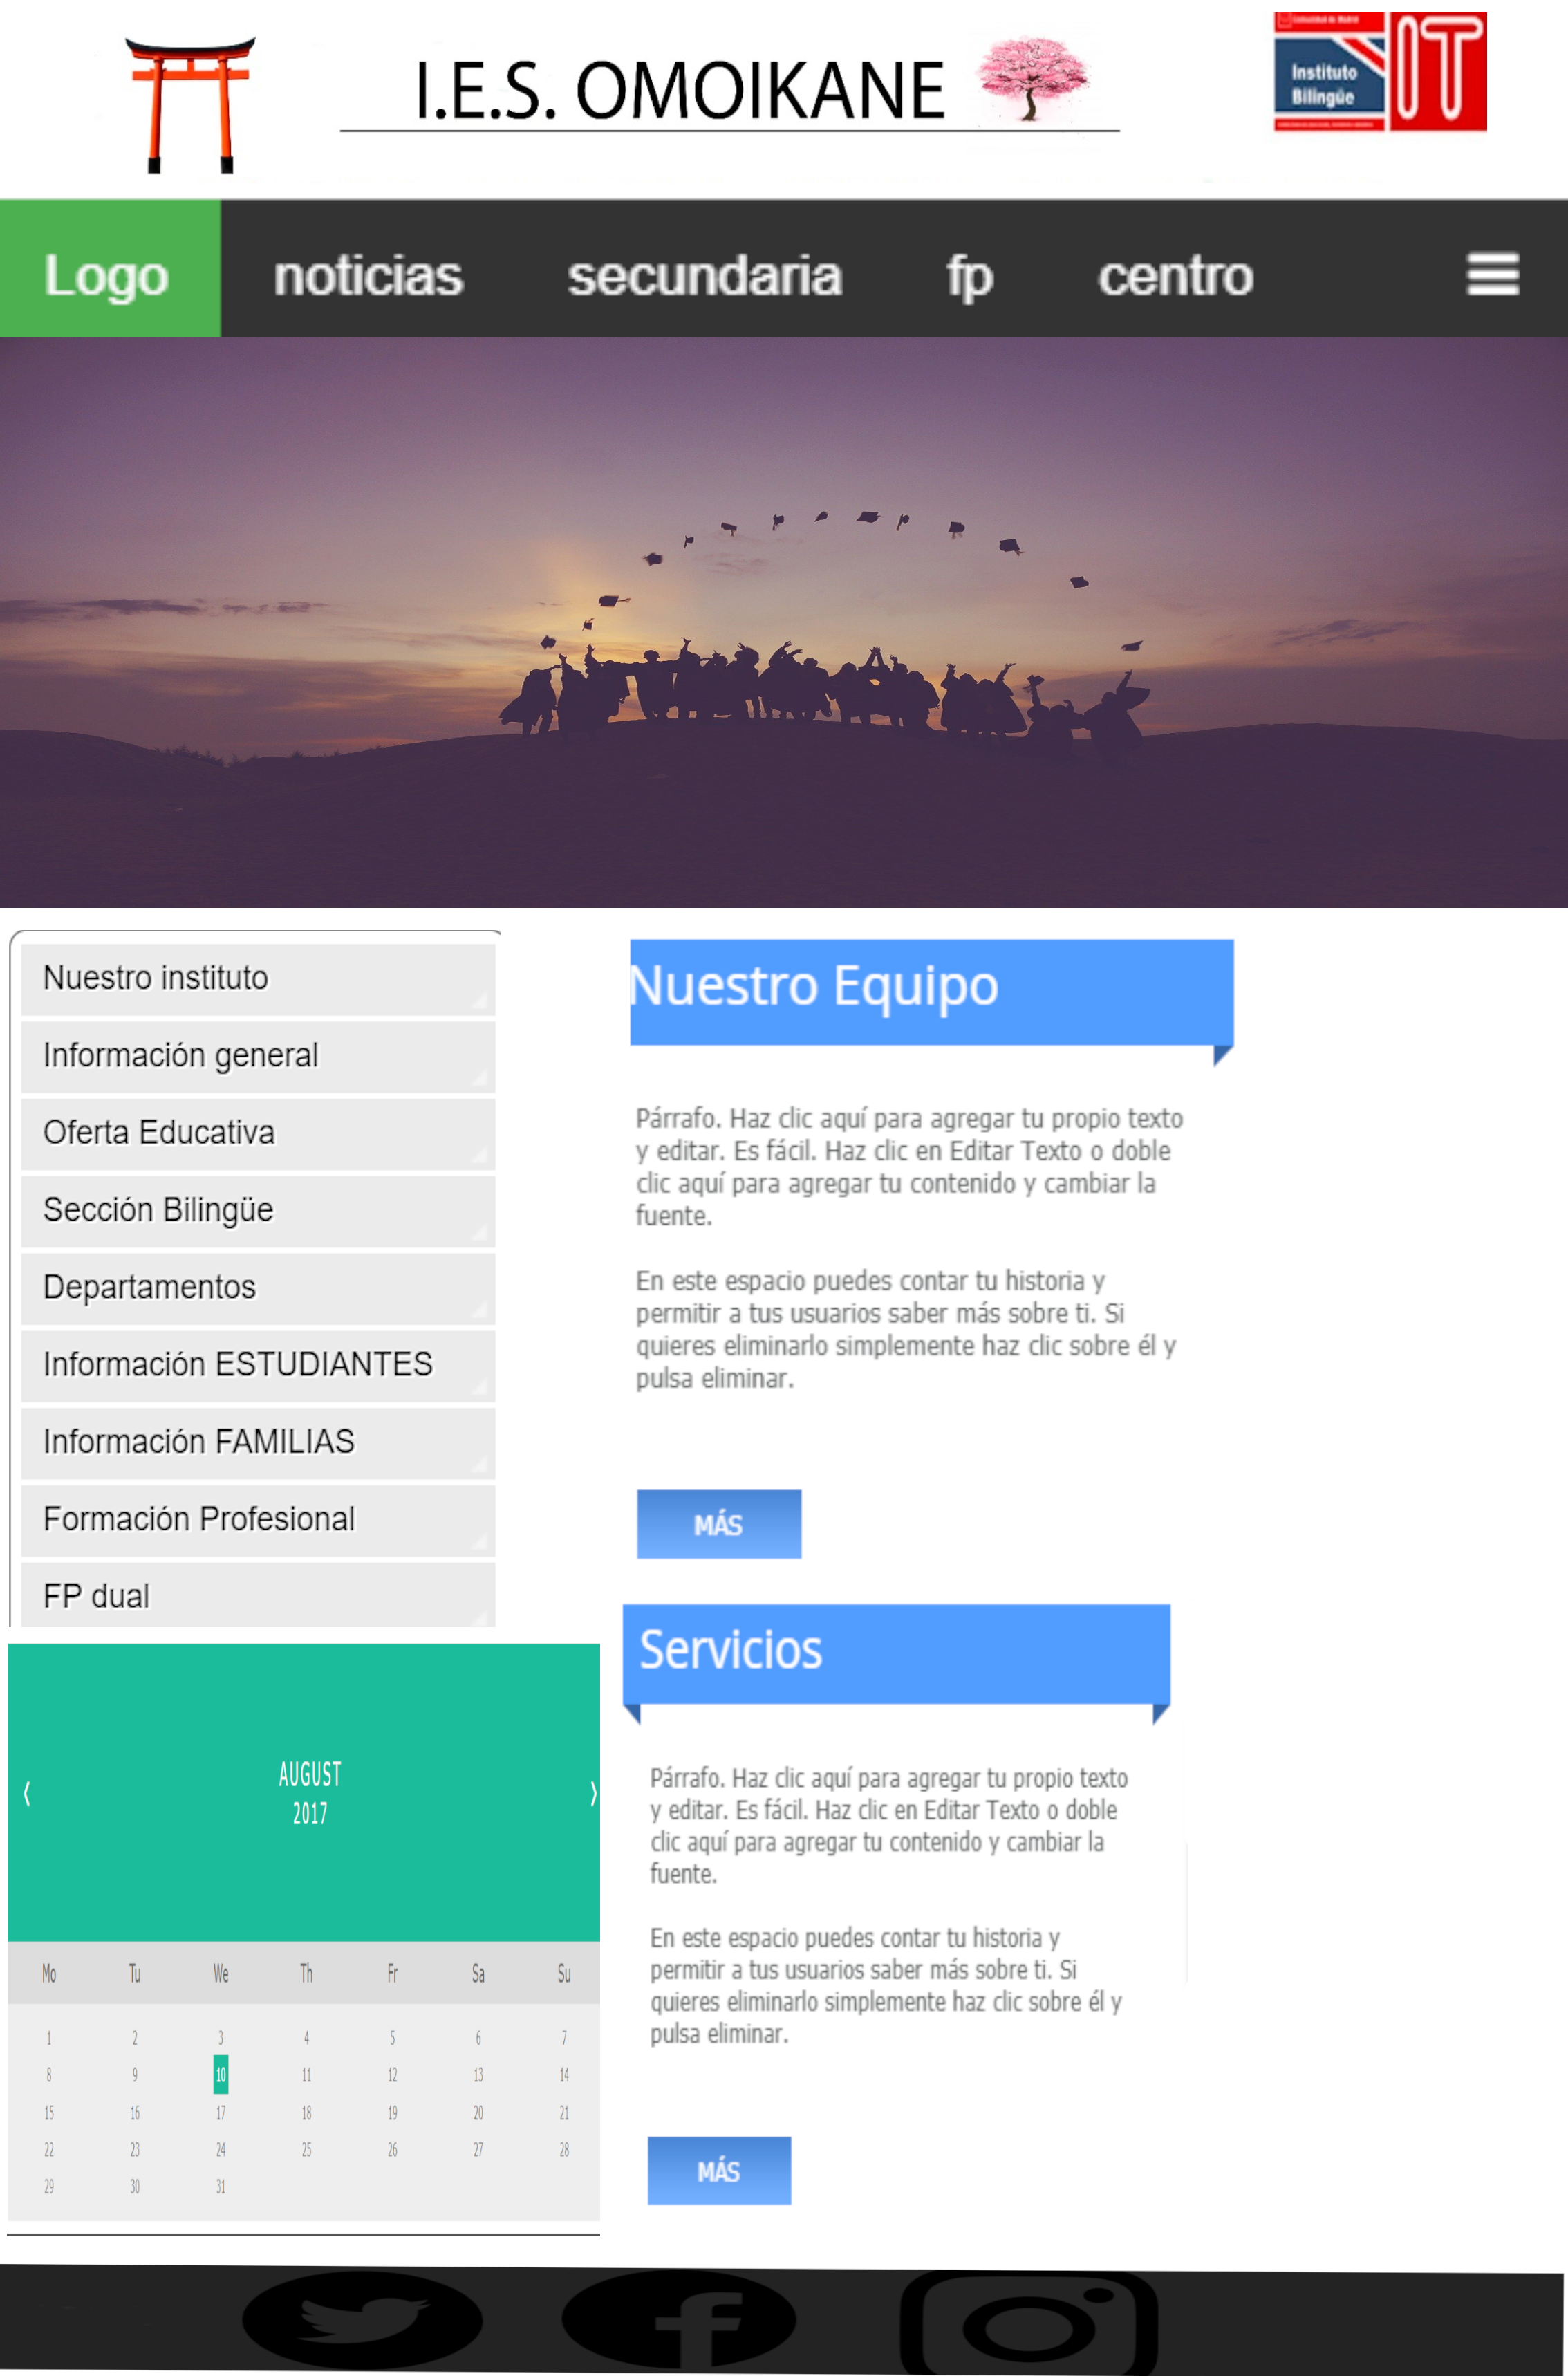 I.E.S. OMOIKANE
Instituto
Bilingüe
IT
Logo noticias secundaria fp centro
Nuestro instituto
Información general
Oferta Educativa
Sección Bilingüe
Departamentos
Información ESTUDIANTES
Información FAMILIAS
Formación Profesional
FP dual
AUGUST
2017
Mo Tu We Th Fr Sa Su
1 2 3 4 5 6 7
8 9 10 11 12 13 14
15 16 17 18 19 20 21
22 23 24 25 26 27 28
29 30 31
Nuestro Equipo
Párrafo. Haz clic aquí para agregar tu propio texto
y editar. Es fácil. Haz clic en Editar Texto o doble
clic aquí para agregar tu contenido y cambiar la
fuente.
En este espacio puedes contar tu historia y
permitir a tus usuarios saber más sobre ti. Si
quieres eliminarlo simplemente haz clic sobre él y
pulsa eliminar.
MÁS
Servicios
Párrafo. Haz clic aquí para agregar tu propio texto
y editar. Es fácil. Haz clic en Editar Texto o doble
clic aquí para agregar tu contenido y cambiar la
fuente.
En este espacio puedes contar tu historia y
permitir a tus usuarios saber más sobre ti. Si
quieres eliminarlo simplemente haz clic sobre él y
pulsa eliminar.
MÁS